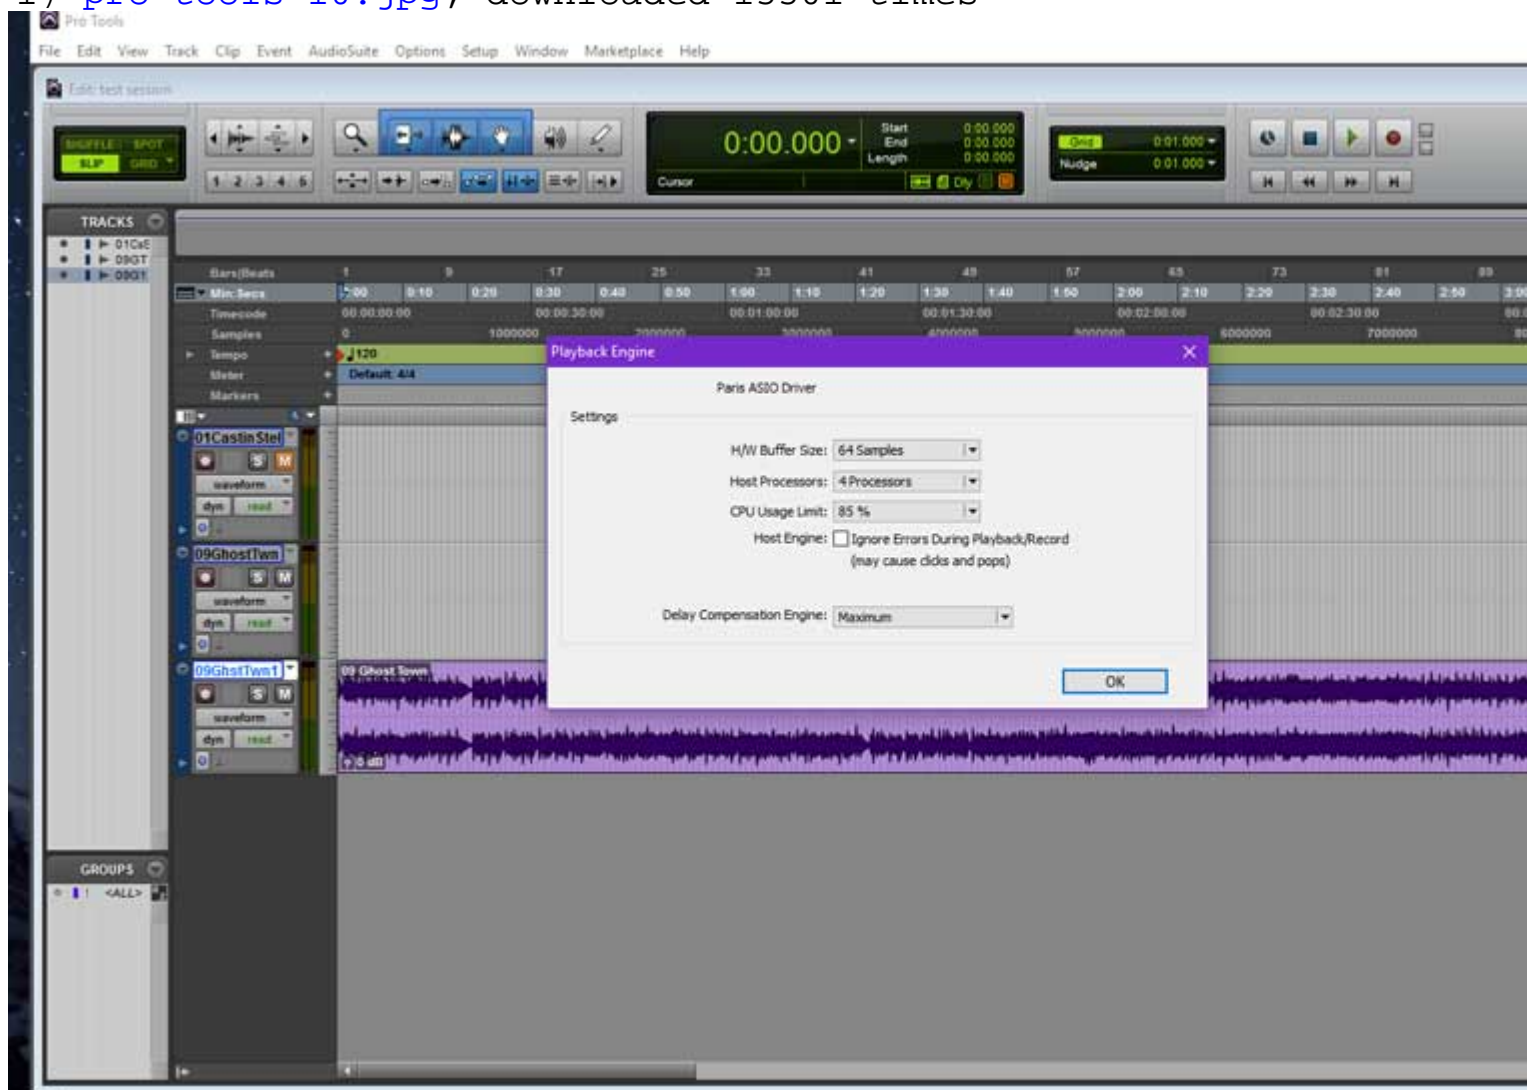 Pro Tools
File Edit View Track Clip Event AudioSuite Options Setup Window Marketplace Help
Edit: test session
SHUFFLE SPOT
SLIP GRID
1 2 3 4 5
0:00.000
Start 0:00.000
End 0:00.000
Length 0:00.000
Cursor
Dly
Grid 0:01.000
Nudge 0:01.000
TRACKS
01CsS
09GT
09G1
Bars|Beats 1 9 17 25 33 41 49 57 65 73 81 89
Min:Secs 0:10 0:20 0:30 0:40 0:50 1:00 1:10 1:20 1:30 1:40 1:50 2:00 2:10 2:20 2:30 2:40 2:50
Timecode 00:00:00:00 00:00:30:00 00:01:00:00 00:01:30:00 00:02:00:00 00:02:30:00
Samples 0 1000000 2000000 3000000 4000000 5000000 6000000 7000000
Tempo 120
Meter Default: 4/4
Markers
Playback Engine
Paris ASIO Driver
Settings
H/W Buffer Size: 64 Samples
Host Processors: 4 Processors
CPU Usage Limit: 85 %
Host Engine: Ignore Errors During Playback/Record
(may cause clicks and pops)
Delay Compensation Engine: Maximum
OK
01CastinStel
S M
waveform
dyn read
09GhostTwn
S M
waveform
dyn read
09GhstTwn1
S M
waveform
dyn read
09 Ghost Town
0 dB
GROUPS
! <ALL>